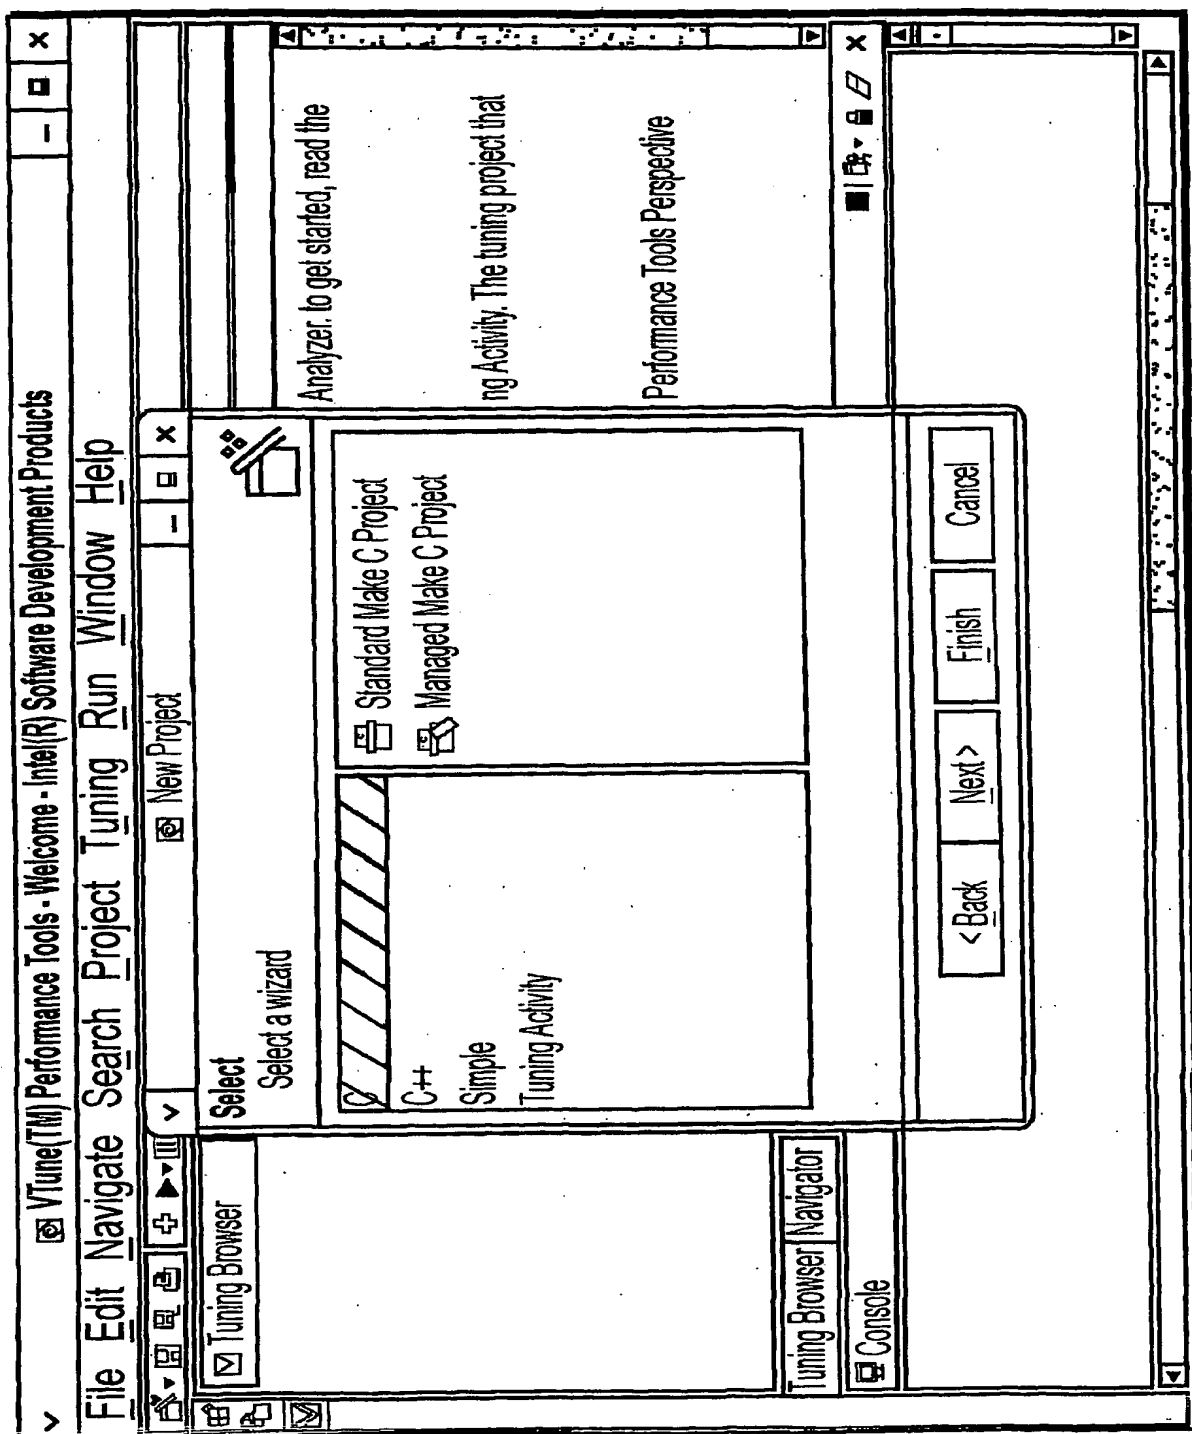 VTune(TM) Performance Tools - Welcome - Intel(R) Software Development Products
File Edit Navigate Search Project Tuning Run Window Help
New Project
Tuning Browser
Select
Select a wizard
C
C++
Simple
Tuning Activity
Standard Make C Project
Managed Make C Project
Analyzer. to get started, read the
ng Activity. The tuning project that
Performance Tools Perspective
Tuning Browser Navigator
Console
< Back Next > Finish Cancel